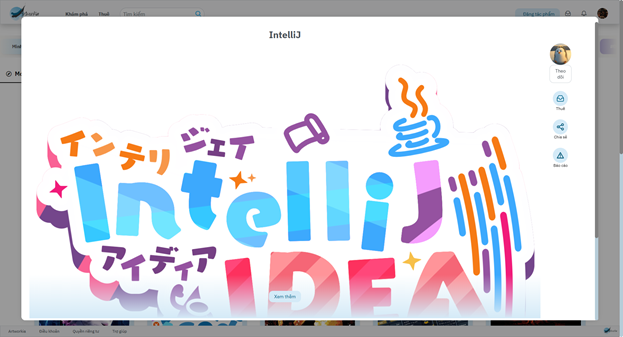 Khám phá Thuê Tìm kiếm Đăng tác phẩm
IntelliJ
Theo dõi
Thuê
Chia sẻ
Báo cáo
インテリジェイ
IntelliJ
アイディア
IDEA
Xem thêm
Điều khoản Quyền riêng tư Trợ giúp